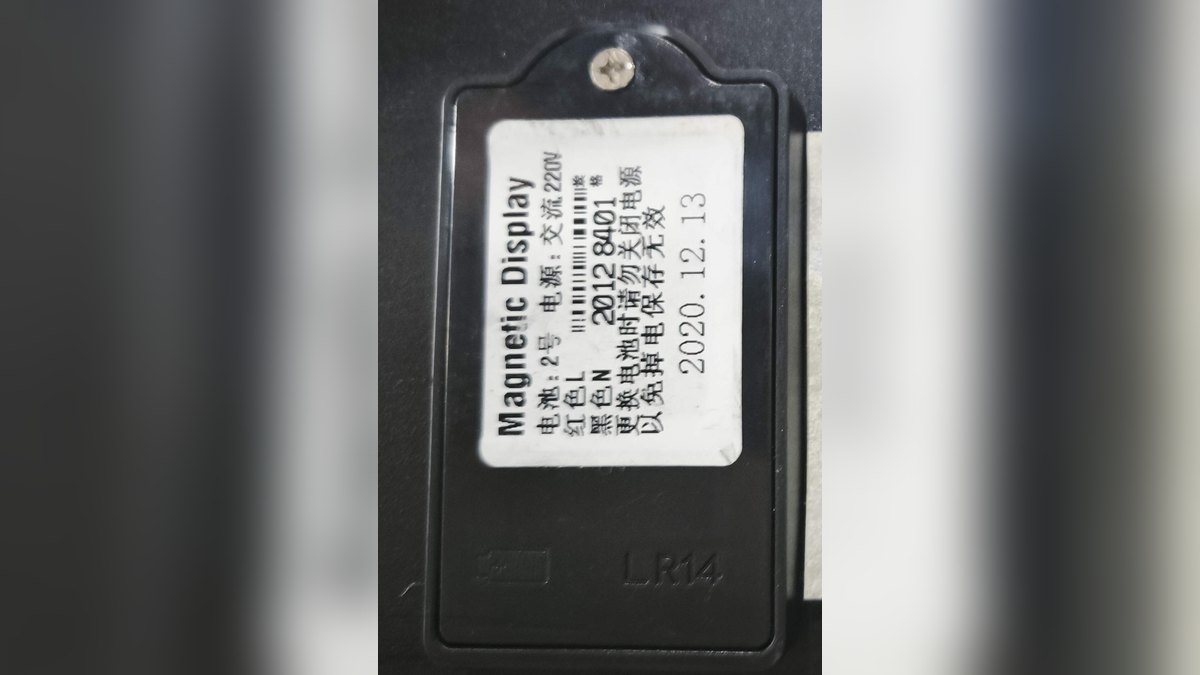 Magnetic Display
电池：2号 电源：交流220V
红色L
黑色N 20128401
更换电池时请勿关闭电源
以免掉电保存无效
2020.12.13
LR14